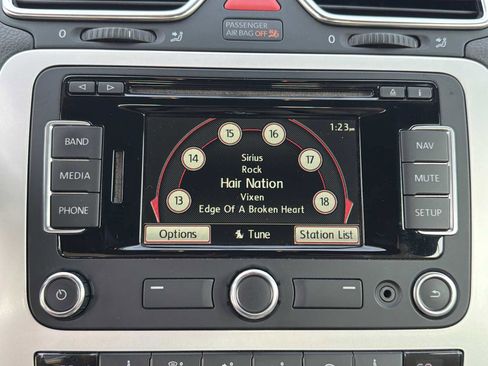 PASSENGER
AIR BAG OFF
0
0
BAND
MEDIA
PHONE
NAV
MUTE
SETUP
1:23pm
13
14
15
16
17
18
Sirius
Rock
Hair Nation
Vixen
Edge Of A Broken Heart
Options
Tune
Station List